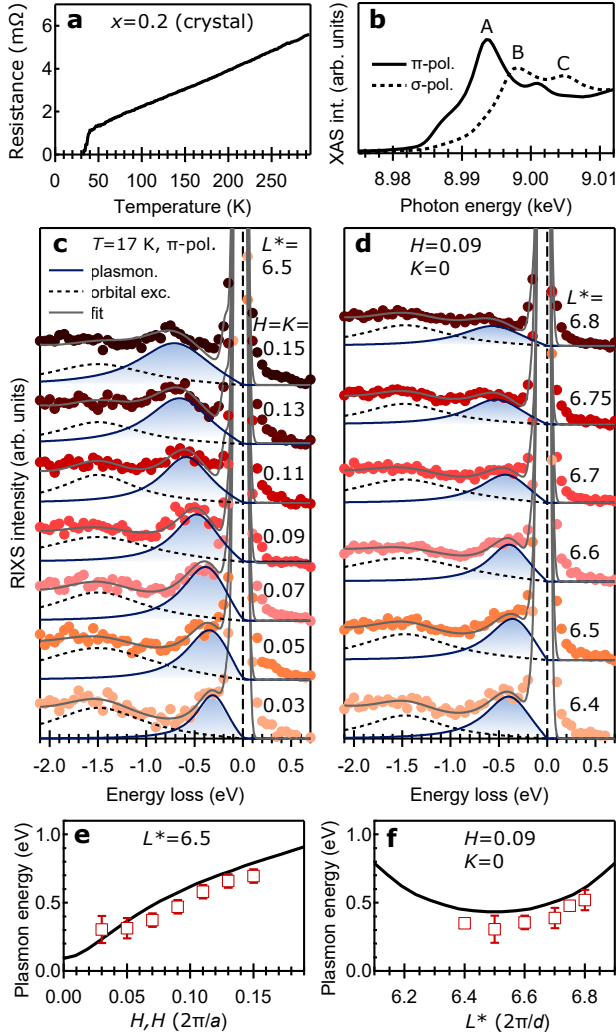 a
x=0.2 (crystal)
Resistance (mΩ)
6
4
2
0
0 50 100 150 200 250
Temperature (K)
b
A
B
C
π-pol.
σ-pol.
XAS int. (arb. units)
8.98 8.99 9.00 9.01
Photon energy (keV)
c
T=17 K, π-pol.
L*=
6.5
plasmon.
orbital exc.
fit
H=K=
0.15
0.13
0.11
0.09
0.07
0.05
0.03
RIXS intensity (arb. units)
-2.0 -1.5 -1.0 -0.5 0.0 0.5
Energy loss (eV)
d
H=0.09
K=0
L*=
6.8
6.75
6.7
6.6
6.5
6.4
-2.0 -1.5 -1.0 -0.5 0.0 0.5
Energy loss (eV)
e
L*=6.5
Plasmon energy (eV)
1.0
0.5
0.0
0.00 0.05 0.10 0.15
H,H (2π/a)
f
H=0.09
K=0
Plasmon energy (eV)
1.0
0.5
0.0
6.2 6.4 6.6 6.8
L* (2π/d)